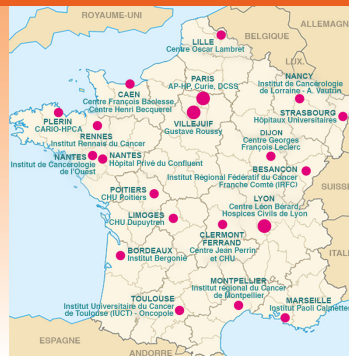 ROYAUME-UNI
ALLEMAGN
LILLE
Centre Oscar Lambret
BELGIQUE
LUX.
PARIS
AP-HP, Curie, DCSS
NANCY
Institut de Cancérologie
de Lorraine - A. Vautrin
CAEN
Centre François Baclesse
Centre Henri Becquerel
STRASBOURG
Hôpitaux Universitaires
PLERIN
CARIO-HPCA
VILLEJUIF
Gustave Roussy
RENNES
Institut Rennais du Cancer
DIJON
Centre Georges
François Leclerc
NANTES
Institut de Cancérologie
de l'Ouest
NANTES
Hôpital Privé du Confluent
BESANÇON
Institut Régional Fédératif du Cancer
Franche Comté (IRFC)
POITIERS
CHU Poitiers
SUISSE
LYON
Centre Léon Bérard
Hospices Civils de Lyon
LIMOGES
CHU Dupuytren
CLERMONT
FERRAND
Centre Jean Perrin
et CHU
BORDEAUX
Institut Bergonié
ITALI
MONTPELLIER
Institut régional du Cancer
de Montpellier
TOULOUSE
Institut Universitaire du Cancer
de Toulouse (IUCT) - Oncopole
MARSEILLE
Institut Paoli Calmettes
ESPAGNE
ANDORRE